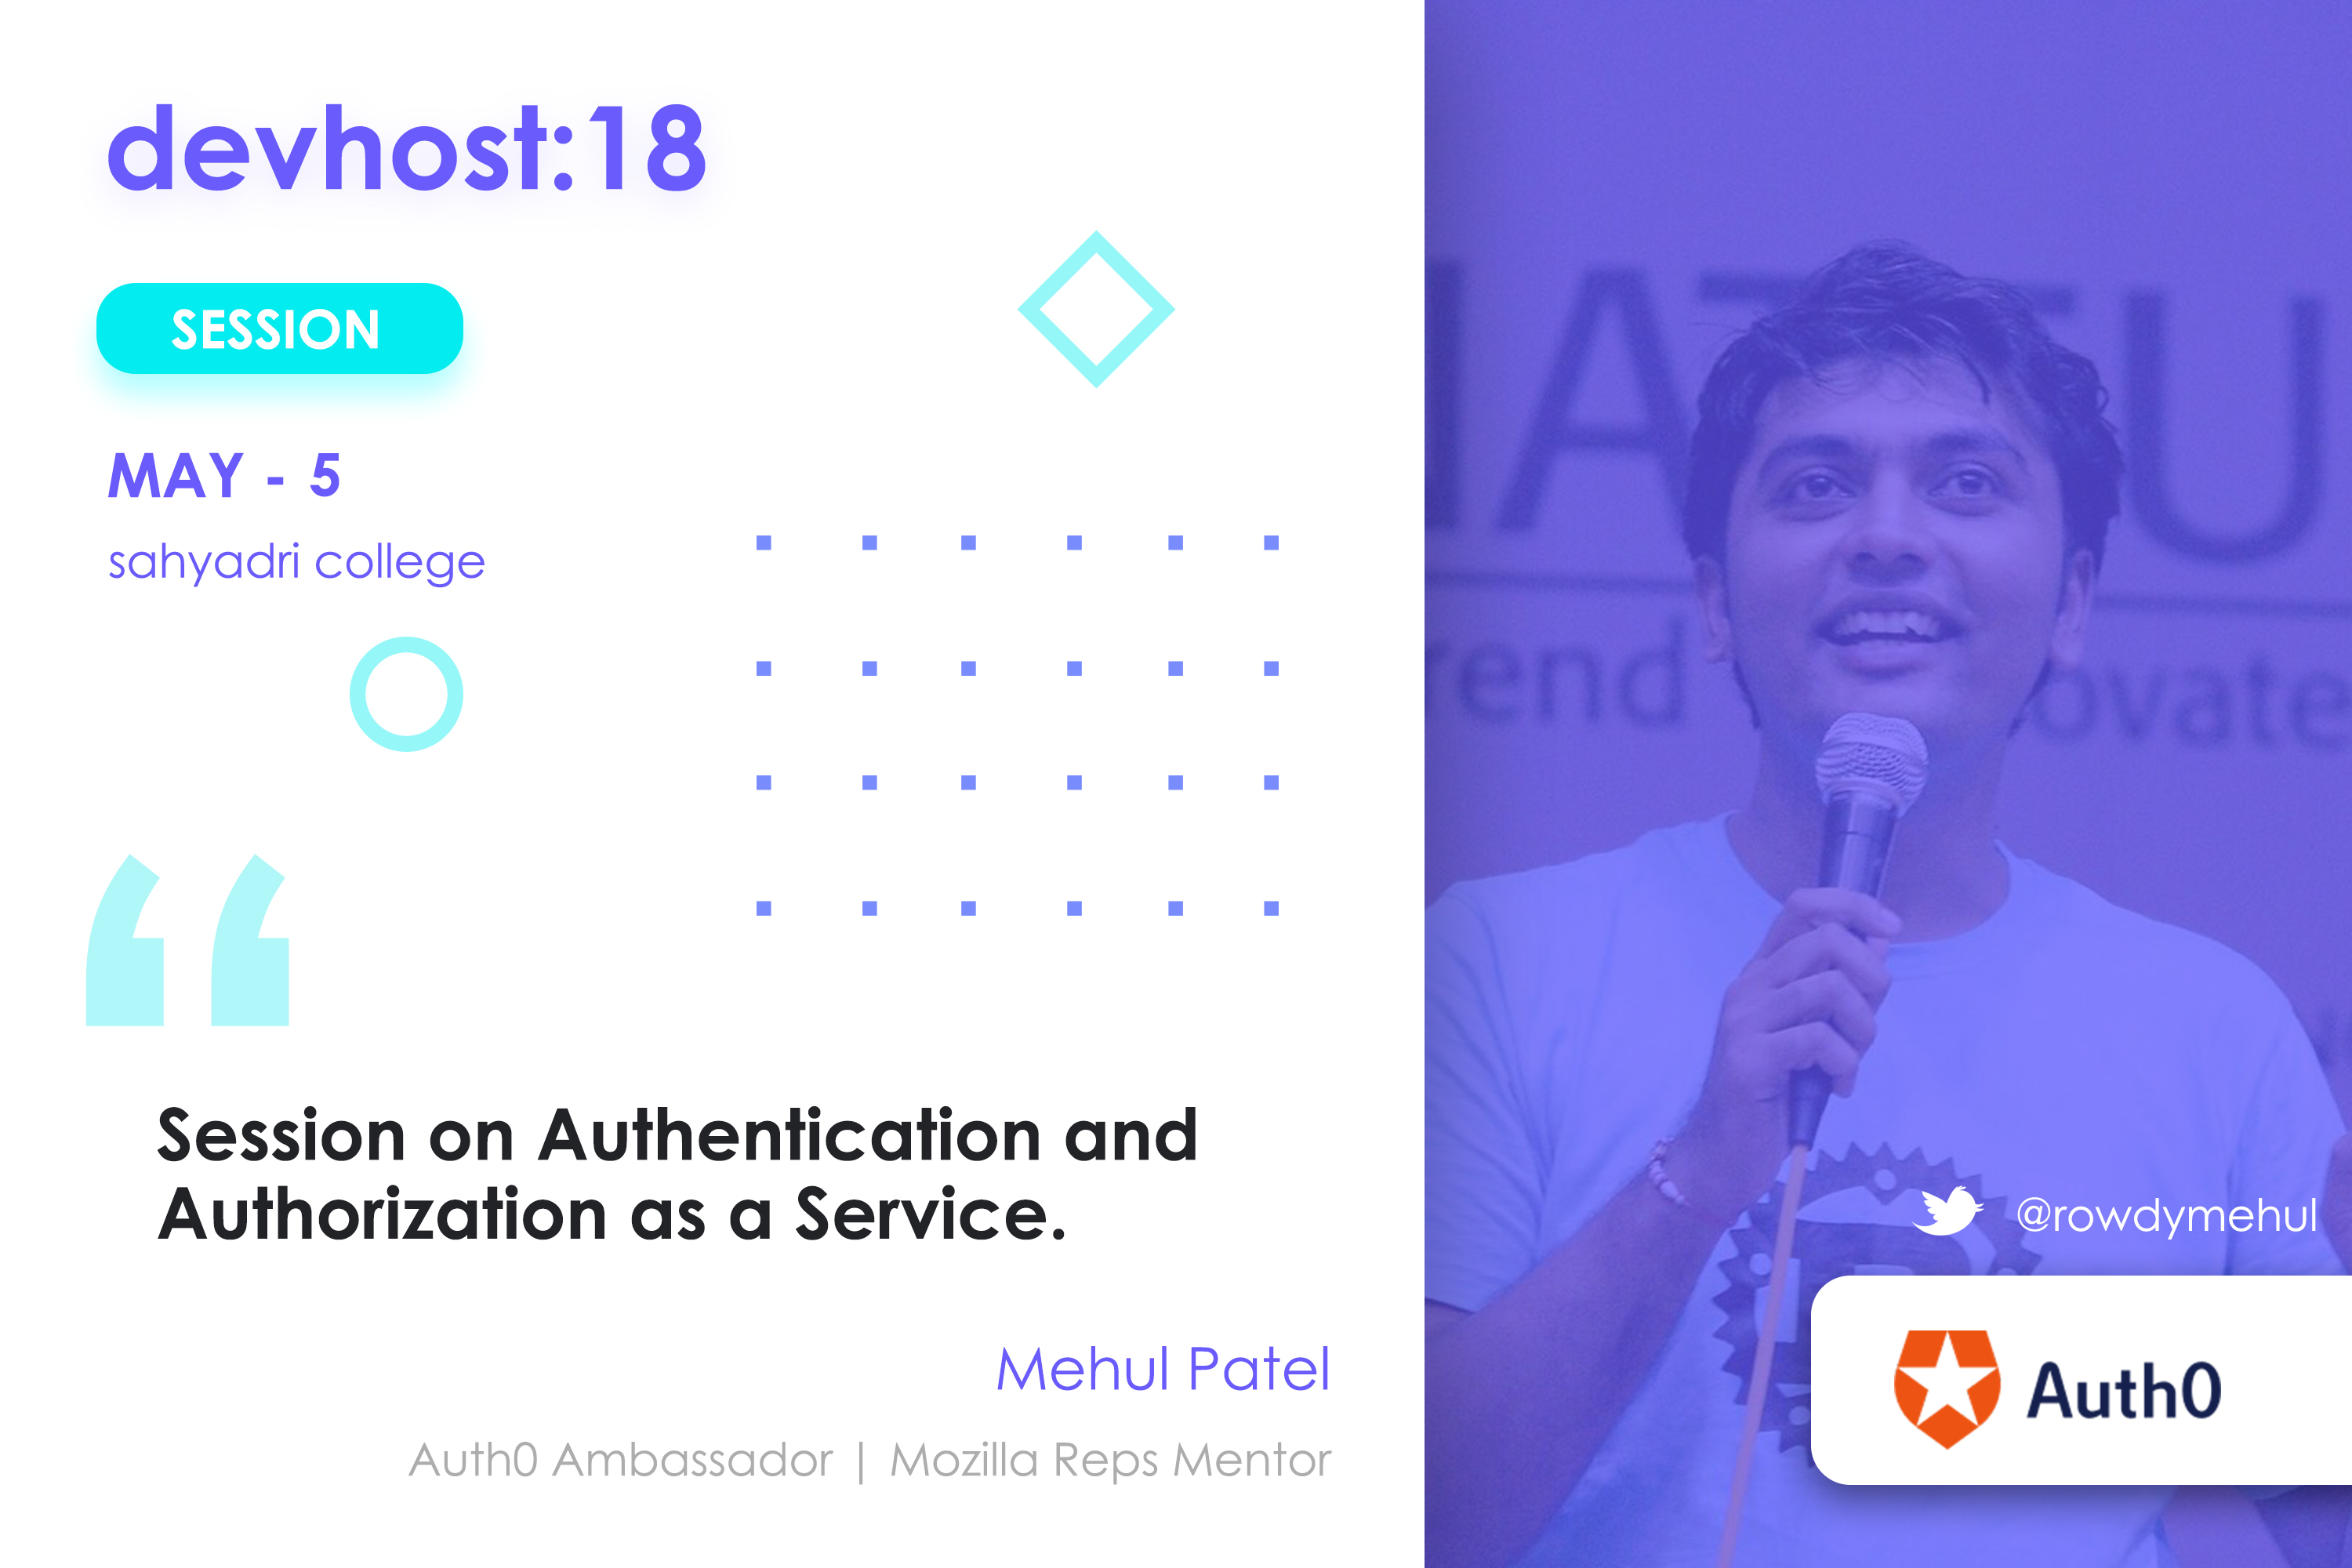 devhost:18
SESSION
MAY - 5
sahyadri college
“
Session on Authentication and
Authorization as a Service.
Mehul Patel
Auth0 Ambassador | Mozilla Reps Mentor
@rowdymehul
Auth0